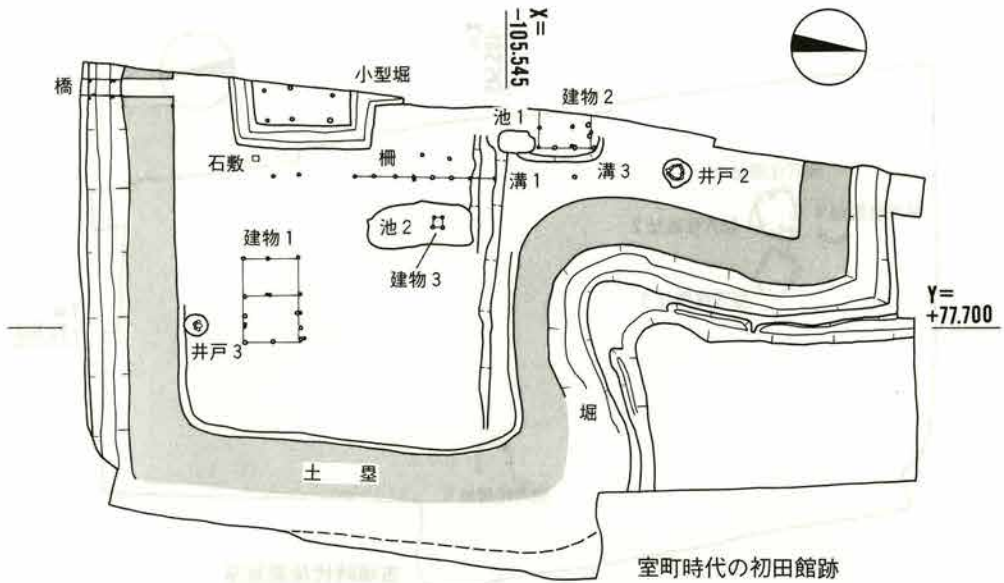 X=
-105.545
橋
小型堀
池1
建物2
石敷
柵
溝1
溝3
井戸2
池2
建物1
建物3
井戸3
Y=
+77.700
堀
土塁
室町時代の初田館跡